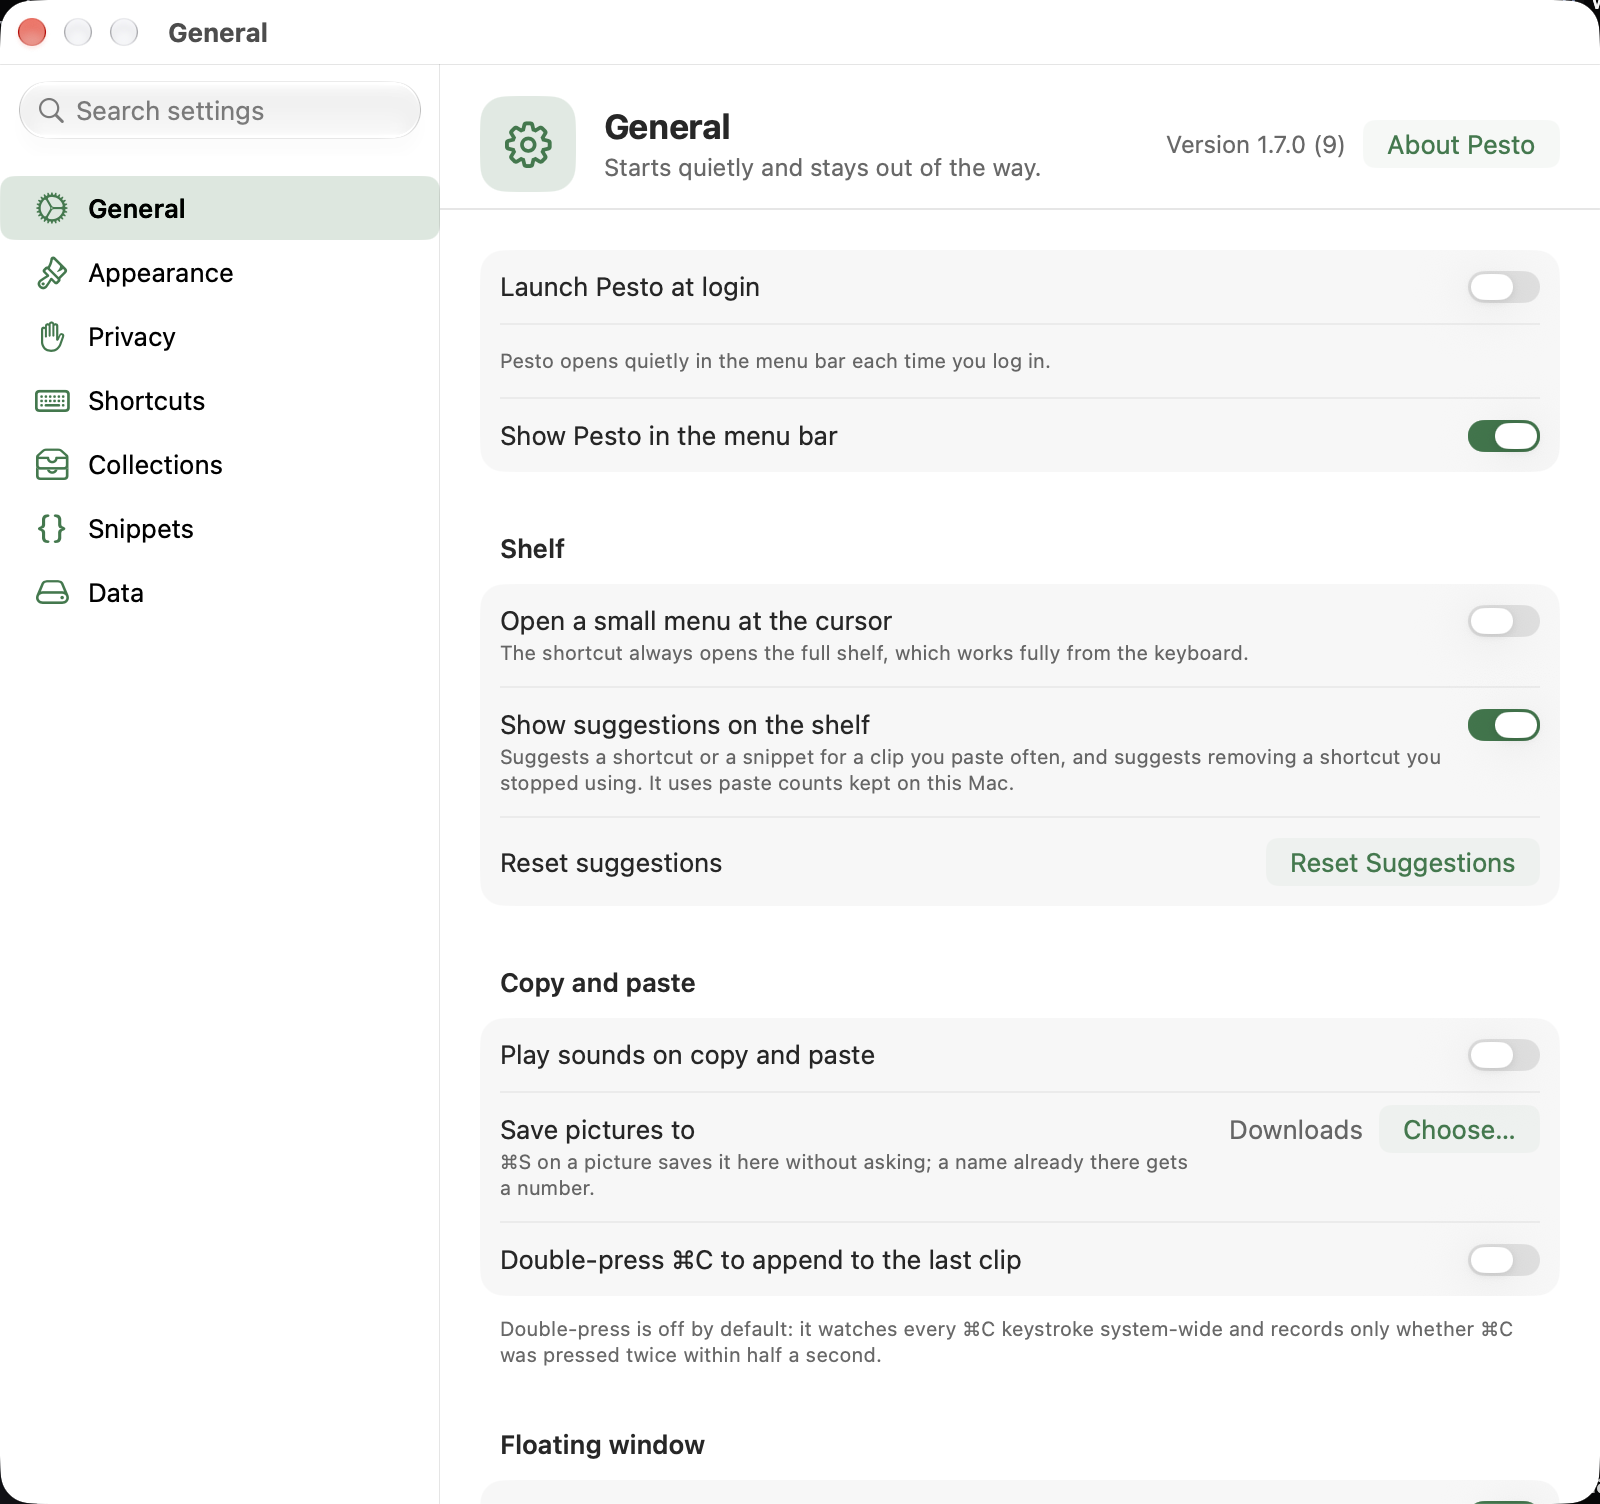 General
Search settings
General
Appearance
Privacy
Shortcuts
Collections
Snippets
Data
General
Starts quietly and stays out of the way.
Version 1.7.0 (9)
About Pesto
Launch Pesto at login
Pesto opens quietly in the menu bar each time you log in.
Show Pesto in the menu bar
Shelf
Open a small menu at the cursor
The shortcut always opens the full shelf, which works fully from the keyboard.
Show suggestions on the shelf
Suggests a shortcut or a snippet for a clip you paste often, and suggests removing a shortcut you
stopped using. It uses paste counts kept on this Mac.
Reset suggestions
Reset Suggestions
Copy and paste
Play sounds on copy and paste
Save pictures to
Downloads
Choose...
⌘S on a picture saves it here without asking; a name already there gets
a number.
Double-press ⌘C to append to the last clip
Double-press is off by default: it watches every ⌘C keystroke system-wide and records only whether ⌘C
was pressed twice within half a second.
Floating window